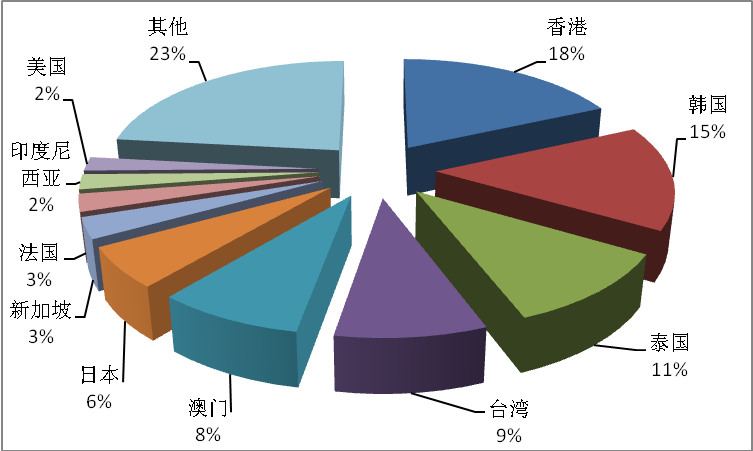 其他
23%
香港
18%
韩国
15%
泰国
11%
台湾
9%
澳门
8%
日本
6%
新加坡
3%
法国
3%
印度尼
西亚
2%
美国
2%